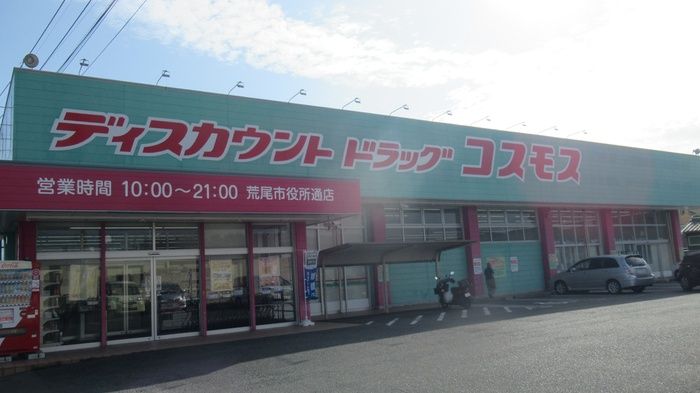 ディスカウント ドラッグ コスモス
営業時間 10:00～21:00 荒尾市役所通店